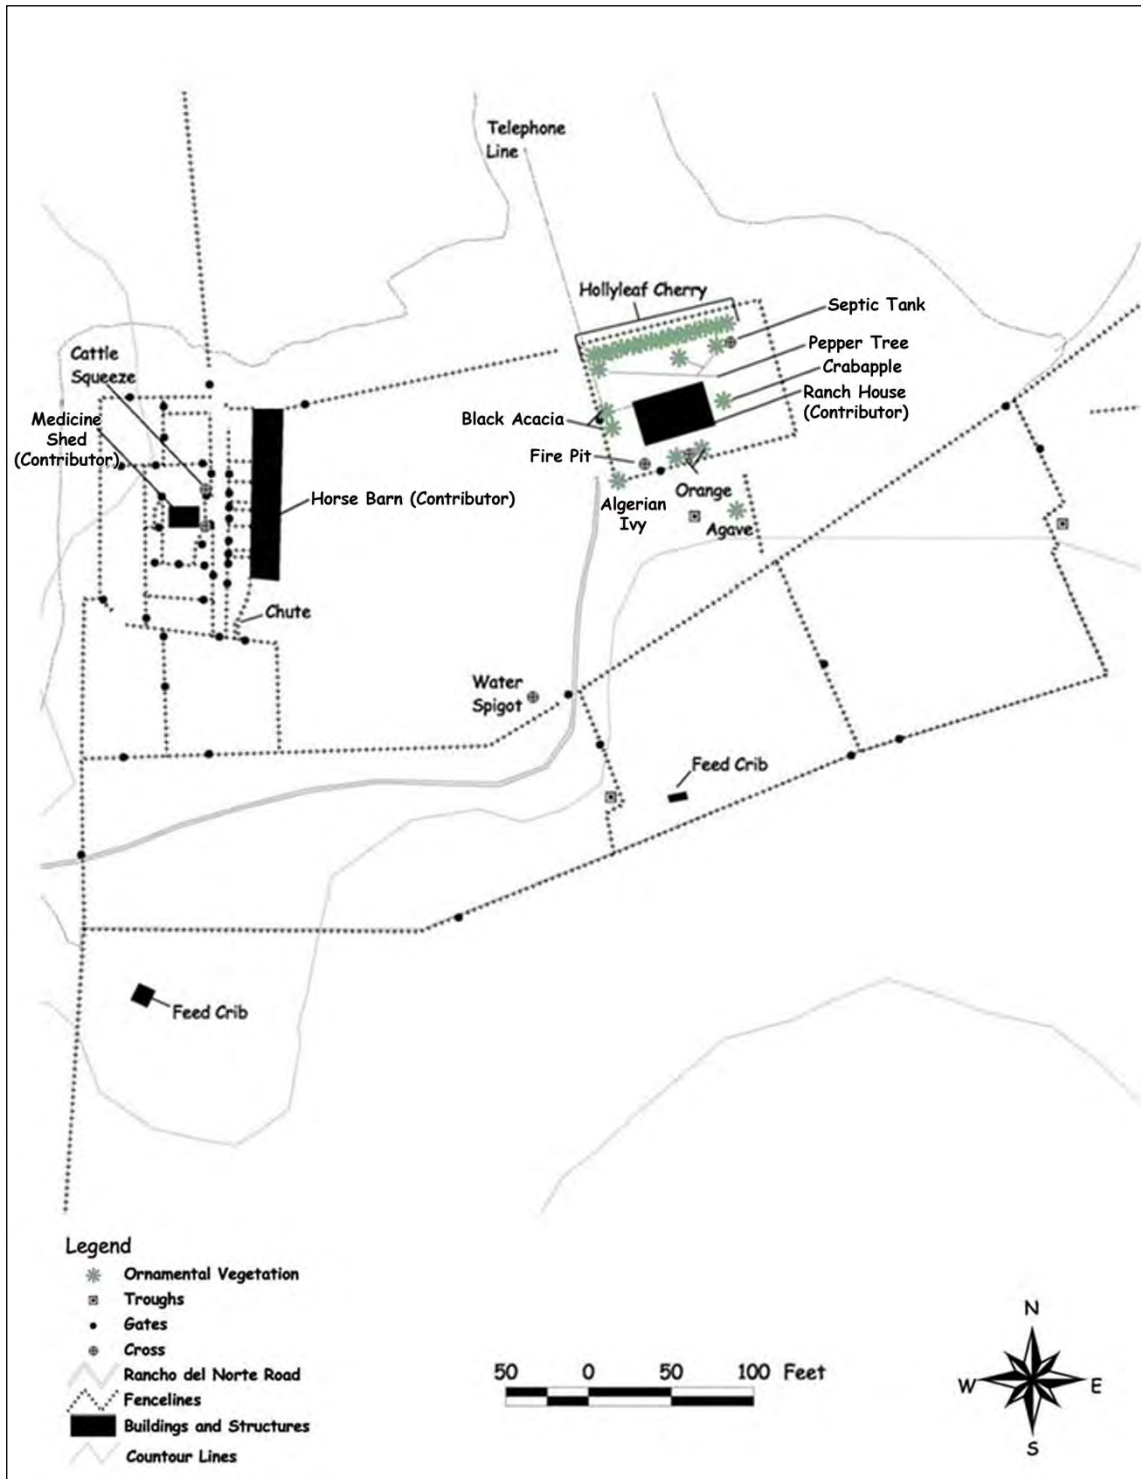 Telephone
Line
Hollyleaf Cherry
Septic Tank
Pepper Tree
Crabapple
Ranch House
(Contributor)
Cattle
Squeeze
Medicine
Shed
(Contributor)
Black Acacia
Fire Pit
Horse Barn (Contributor)
Orange
Algerian
Ivy
Agave
Chute
Water
Spigot
Feed Crib
Feed Crib
Legend
Ornamental Vegetation
Troughs
Gates
Cross
Rancho del Norte Road
Fencelines
Buildings and Structures
Countour Lines
50 0 50 100 Feet
N
W E
S